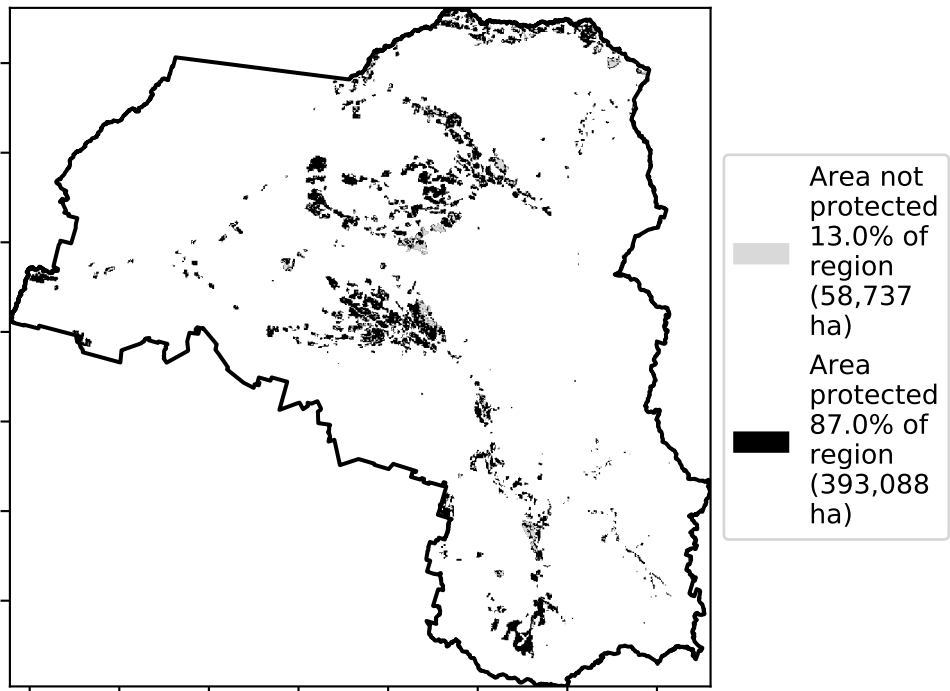 Area not
protected
13.0% of
region
(58,737
ha)
Area
protected
87.0% of
region
(393,088
ha)